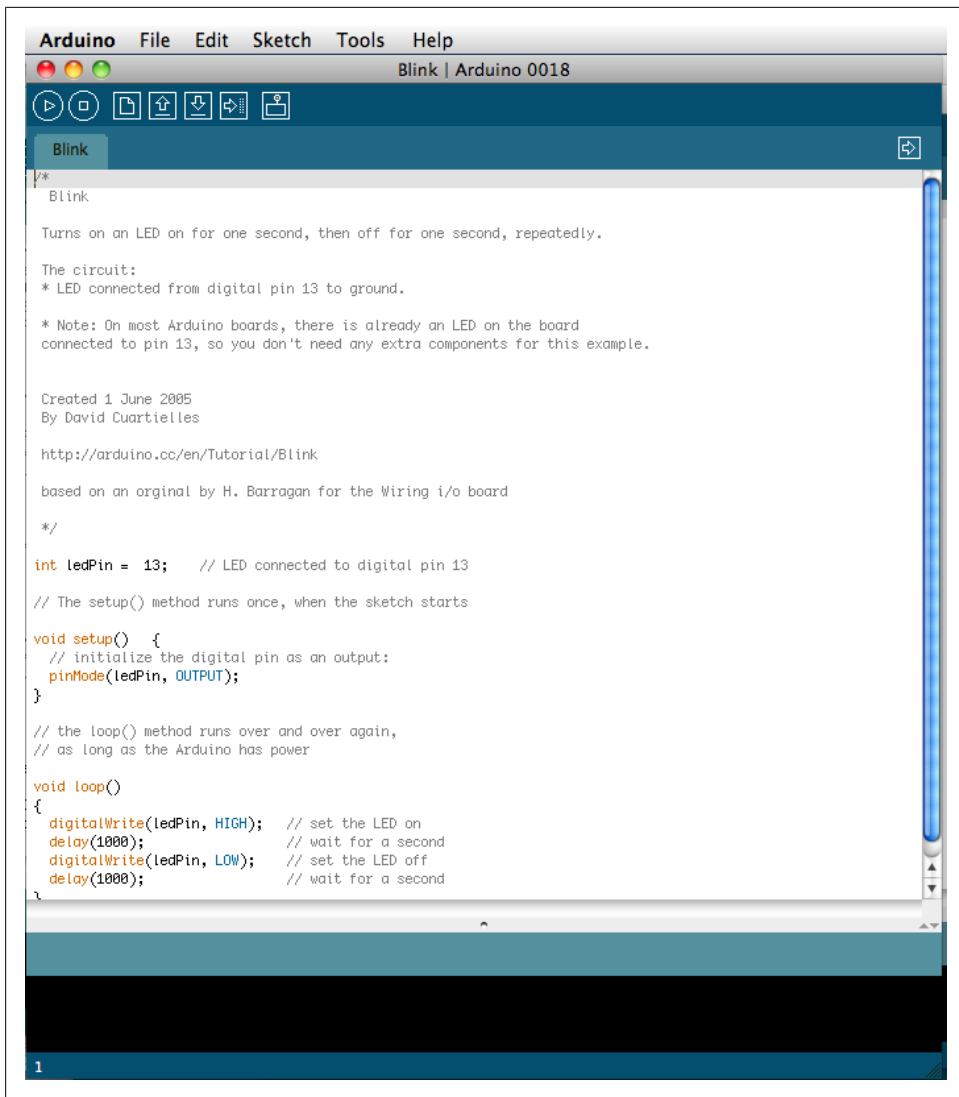 Arduino File Edit Sketch Tools Help
Blink | Arduino 0018
Blink
/*
Blink
Turns on an LED on for one second, then off for one second, repeatedly.
The circuit:
* LED connected from digital pin 13 to ground.
* Note: On most Arduino boards, there is already an LED on the board
connected to pin 13, so you don't need any extra components for this example.
Created 1 June 2005
By David Cuartielles
http://arduino.cc/en/Tutorial/Blink
based on an orginal by H. Barragan for the Wiring i/o board
*/
int ledPin =  13;    // LED connected to digital pin 13
// The setup() method runs once, when the sketch starts
void setup()   {
// initialize the digital pin as an output:
pinMode(ledPin, OUTPUT);
}
// the loop() method runs over and over again,
// as long as the Arduino has power
void loop()
{
digitalWrite(ledPin, HIGH);   // set the LED on
delay(1000);                  // wait for a second
digitalWrite(ledPin, LOW);    // set the LED off
delay(1000);                  // wait for a second
}
1